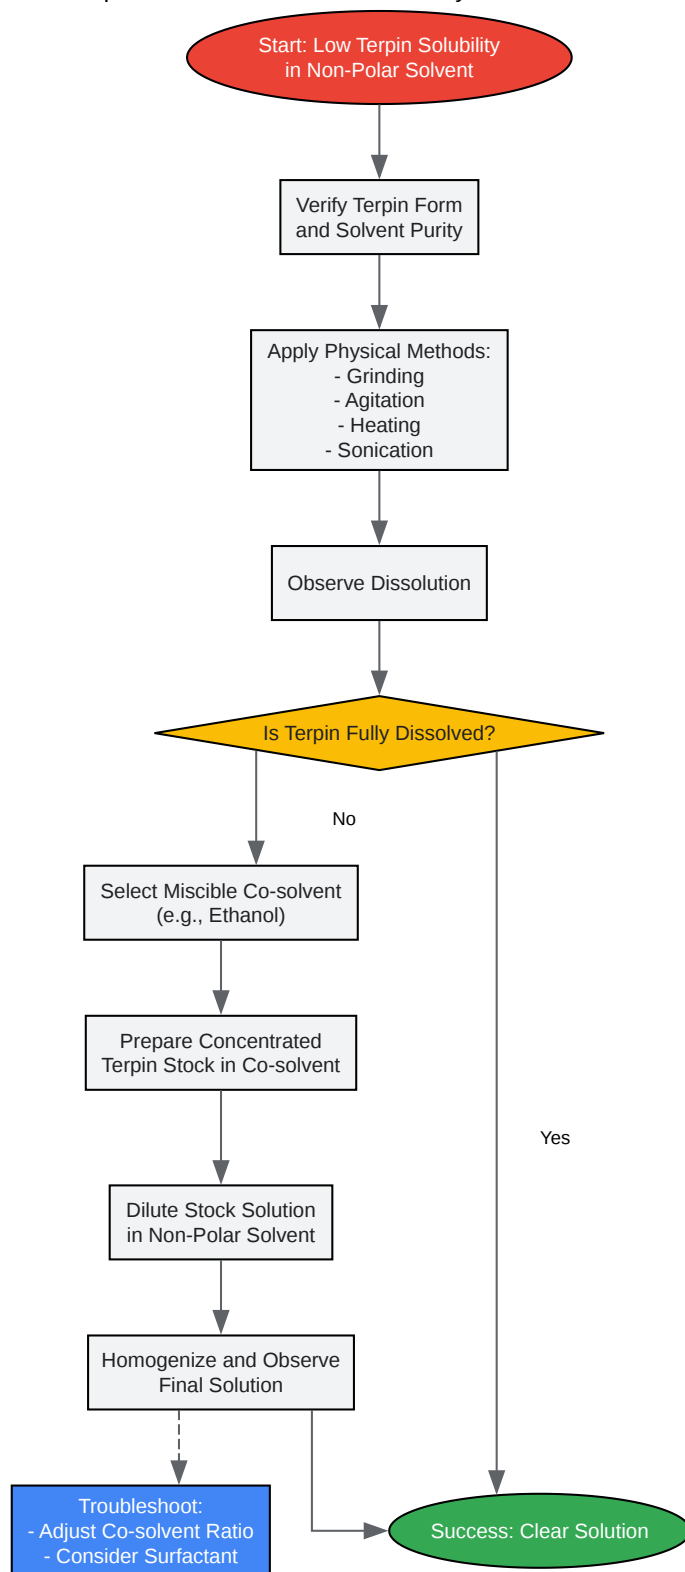 Start: Low Terpin Solubility
in Non-Polar Solvent
Verify Terpin Form
and Solvent Purity
Apply Physical Methods:
- Grinding
- Agitation
- Heating
- Sonication
Observe Dissolution
Is Terpin Fully Dissolved?
No
Select Miscible Co-solvent
(e.g., Ethanol)
Prepare Concentrated
Terpin Stock in Co-solvent
Yes
Dilute Stock Solution
in Non-Polar Solvent
Homogenize and Observe
Final Solution
Troubleshoot:
- Adjust Co-solvent Ratio
- Consider Surfactant
Success: Clear Solution